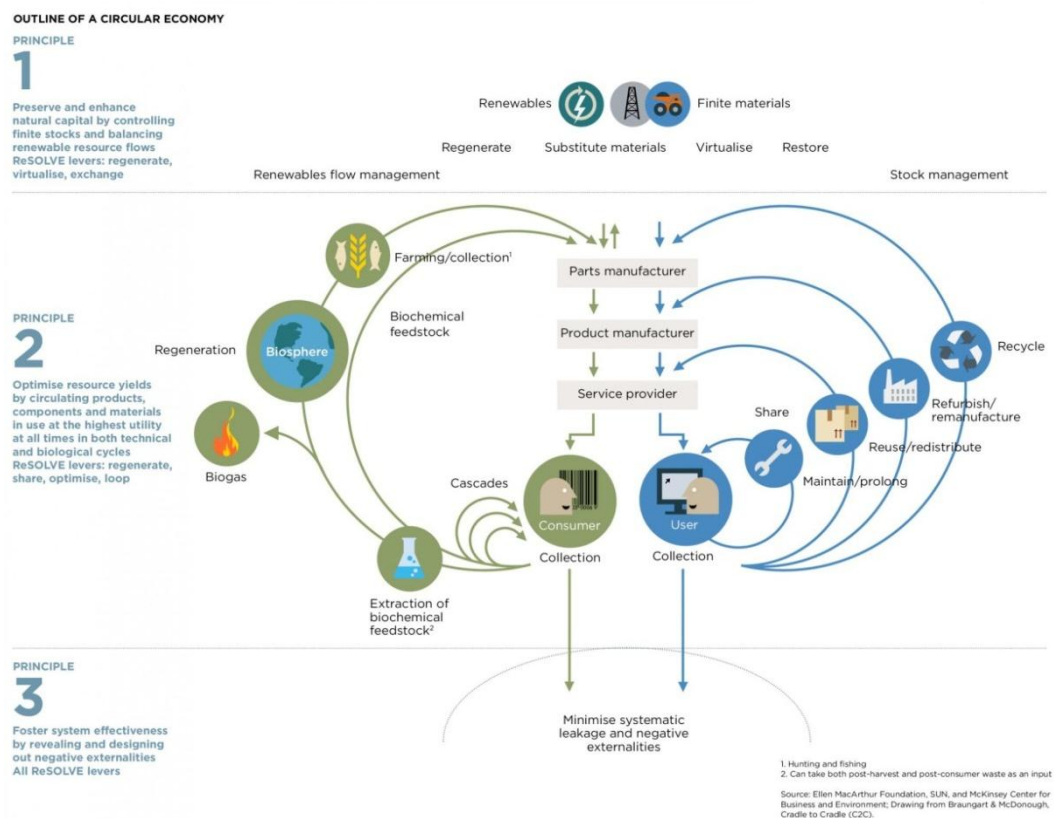 OUTLINE OF A CIRCULAR ECONOMY
PRINCIPLE
1
Preserve and enhance
natural capital by controlling
finite stocks and balancing
renewable resource flows
ReSOLVE levers: regenerate,
virtualise, exchange
Renewables
Finite materials
Regenerate
Substitute materials
Virtualise
Restore
Renewables flow management
Stock management
PRINCIPLE
2
Optimise resource yields
by circulating products,
components and materials
in use at the highest utility
at all times in both technical
and biological cycles
ReSOLVE levers: regenerate,
share, optimise, loop
Farming/collection¹
Biochemical
feedstock
Regeneration
Biosphere
Biogas
Cascades
Extraction of
biochemical
feedstock²
Parts manufacturer
Product manufacturer
Service provider
Consumer
Collection
User
Collection
Share
Maintain/prolong
Reuse/redistribute
Refurbish/
remanufacture
Recycle
PRINCIPLE
3
Foster system effectiveness
by revealing and designing
out negative externalities
All ReSOLVE levers
Minimise systematic
leakage and negative
externalities
1. Hunting and fishing
2. Can take both post-harvest and post-consumer waste as an input
Source: Ellen MacArthur Foundation, SUN, and McKinsey Center for
Business and Environment; Drawing from Braungart & McDonough,
Cradle to Cradle (C2C).